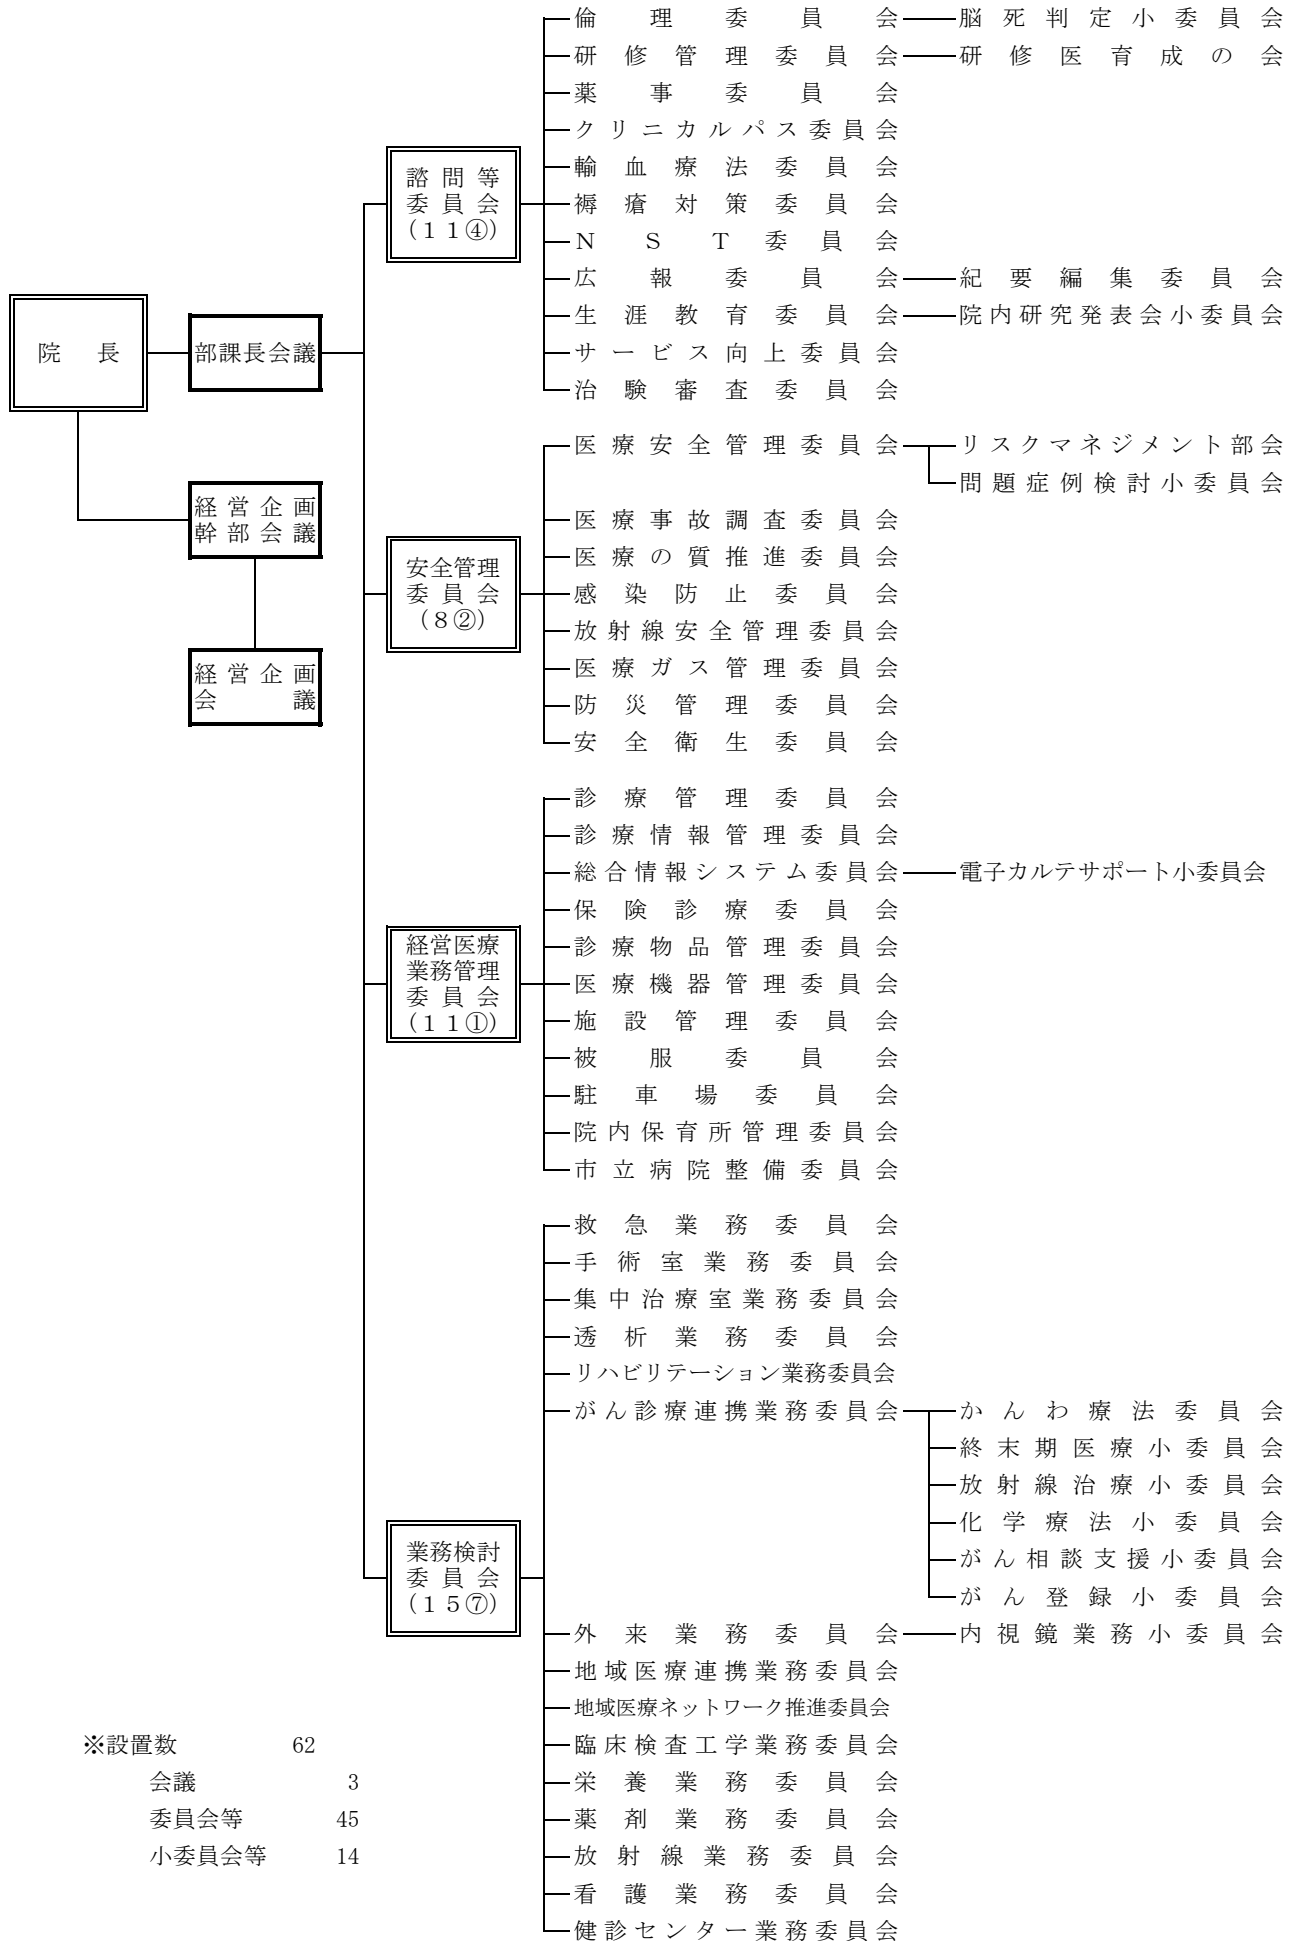 院長
部課長会議
経営企画
幹部会議
経営企画
会議
諮問等
委員会
(11④)
倫理委員会
脳死判定小委員会
研修管理委員会
研修医育成の会
薬事委員会
クリニカルパス委員会
輸血療法委員会
褥瘡対策委員会
NST委員会
広報委員会
紀要編集委員会
生涯教育委員会
院内研究発表会小委員会
サービス向上委員会
治験審査委員会
安全管理
委員会
(8②)
医療安全管理委員会
リスクマネジメント部会
問題症例検討小委員会
医療事故調査委員会
医療の質推進委員会
感染防止委員会
放射線安全管理委員会
医療ガス管理委員会
防災管理委員会
安全衛生委員会
経営医療
業務管理
委員会
(11①)
診療管理委員会
診療情報管理委員会
総合情報システム委員会
電子カルテサポート小委員会
保険診療委員会
診療物品管理委員会
医療機器管理委員会
施設管理委員会
被服委員会
駐車場委員会
院内保育所管理委員会
市立病院整備委員会
業務検討
委員会
(15⑦)
救急業務委員会
手術室業務委員会
集中治療室業務委員会
透析業務委員会
リハビリテーション業務委員会
がん診療連携業務委員会
かんわ療法委員会
終末期医療小委員会
放射線治療小委員会
化学療法小委員会
がん相談支援小委員会
がん登録小委員会
外来業務委員会
内視鏡業務小委員会
地域医療連携業務委員会
地域医療ネットワーク推進委員会
臨床検査工学業務委員会
栄養業務委員会
薬剤業務委員会
放射線業務委員会
看護業務委員会
健診センター業務委員会
※設置数 62
会議 3
委員会等 45
小委員会等 14